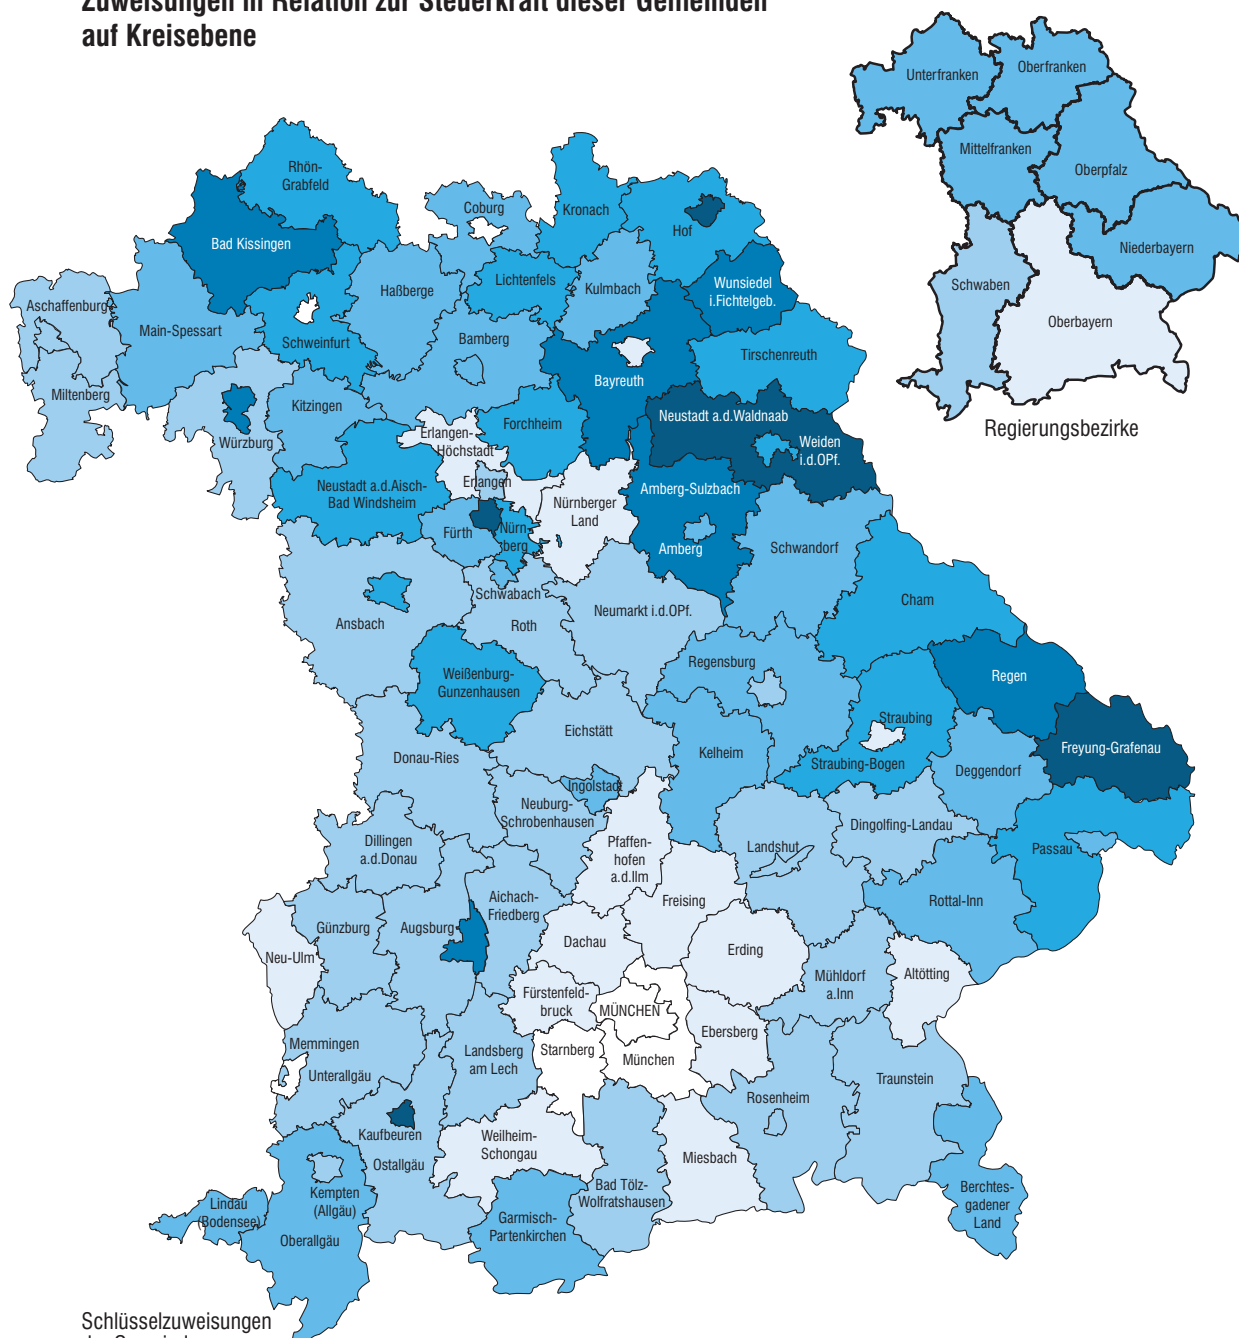 Zuweisungen in Relation zur Steuerkraft dieser Gemeinden
auf Kreisebene
Unterfranken
Oberfranken
Mittelfranken
Oberpfalz
Niederbayern
Schwaben
Oberbayern
Regierungsbezirke
Rhön-
Grabfeld
Bad Kissingen
Coburg
Kronach
Hof
Wunsiedel
i.Fichtelgeb.
Lichtenfels
Kulmbach
Haßberge
Aschaffenburg
Main-Spessart
Schweinfurt
Bamberg
Tirschenreuth
Bayreuth
Miltenberg
Kitzingen
Würzburg
Forchheim
Erlangen-
Höchstadt
Neustadt a.d.Waldnaab
Weiden
i.d.OPf.
Erlangen
Neustadt a.d.Aisch-
Bad Windsheim
Nürnberger
Land
Amberg-Sulzbach
Fürth
Nürn-
berg
Amberg
Schwandorf
Schwabach
Ansbach
Roth
Neumarkt i.d.OPf.
Cham
Weißenburg-
Gunzenhausen
Regensburg
Regen
Straubing
Eichstätt
Freyung-Grafenau
Donau-Ries
Kelheim
Straubing-Bogen
Deggendorf
Ingolstadt
Neuburg-
Schrobenhausen
Dingolfing-Landau
Dillingen
a.d.Donau
Pfaffen-
hofen
a.d.Ilm
Landshut
Passau
Aichach-
Friedberg
Freising
Rottal-Inn
Günzburg
Augsburg
Dachau
Erding
Neu-Ulm
Mühldorf
a.Inn
Altötting
Fürstenfeld-
bruck
MÜNCHEN
Ebersberg
Memmingen
Landsberg
am Lech
Starnberg
München
Unterallgäu
Traunstein
Rosenheim
Kaufbeuren
Weilheim-
Schongau
Miesbach
Ostallgäu
Bad Tölz-
Wolfratshausen
Kempten
(Allgäu)
Lindau
(Bodensee)
Berchtes-
gadener
Land
Garmisch-
Partenkirchen
Oberallgäu
Schlüsselzuweisungen